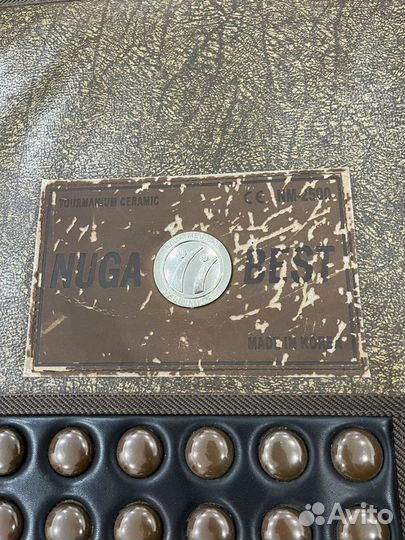 TOURMANIUM CERAMIC
CE NM-2500
NUGA BEST
MADE IN KOREA
Avito